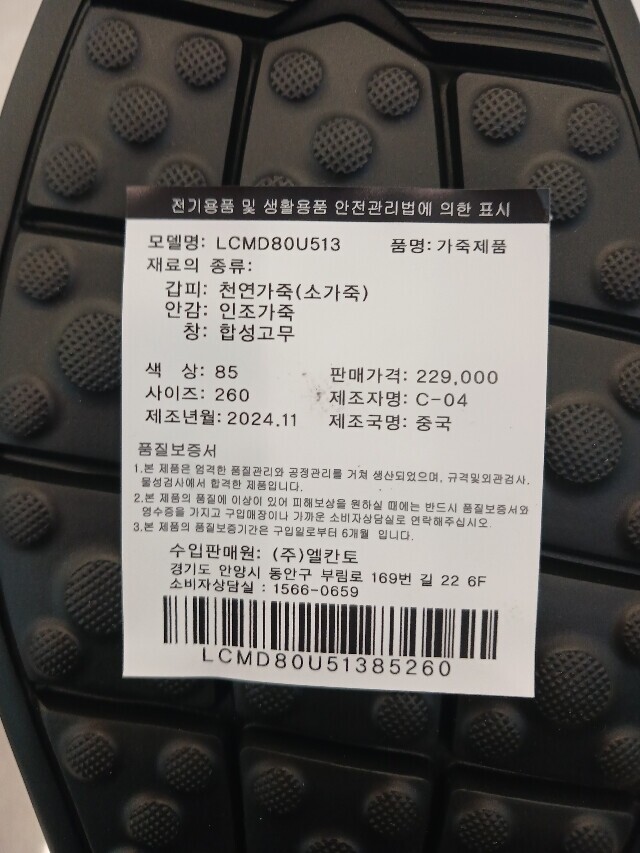 전기용품 및 생활용품 안전관리법에 의한 표시
모델명: LCMD80U513 품명: 가죽제품
재료의 종류:
갑피: 천연가죽(소가죽)
안감: 인조가죽
창: 합성고무
색 상: 85 판매가격: 229,000
사이즈: 260 제조자명: C-04
제조년월: 2024.11 제조국명: 중국
품질보증서
1.본 제품은 엄격한 품질관리와 공정관리를 거쳐 생산되었으며, 규격및외관검사,
물성검사에서 합격한 제품입니다.
2.본 제품의 품질에 이상이 있어 피해보상을 원하실 때에는 반드시 품질보증서와
영수증을 가지고 구입매장이나 가까운 소비자상담실로 연락해주십시오.
3.본 제품의 품질보증기간은 구입일로부터 6개월 입니다.
수입판매원: (주)엘칸토
경기도 안양시 동안구 부림로 169번 길 22 6F
소비자상담실 : 1566-0659
LCMD80U51385260